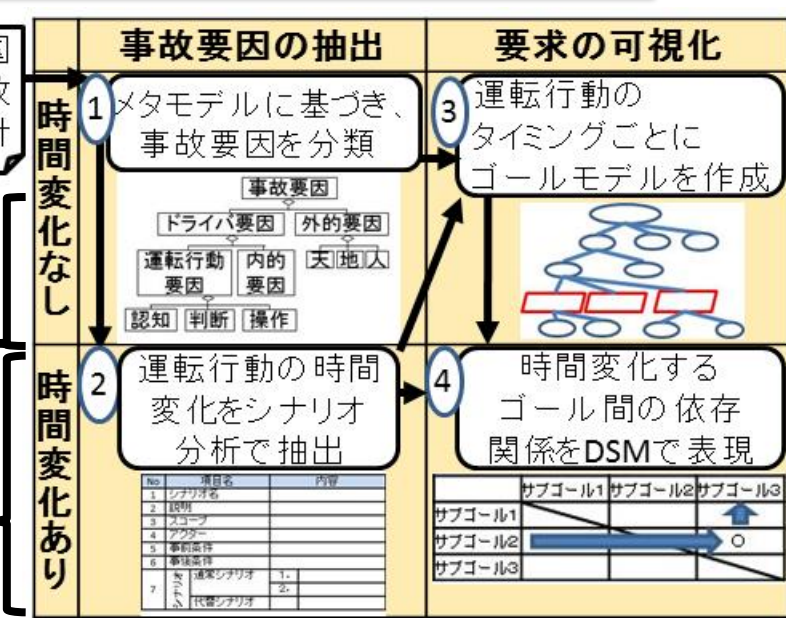 事故要因の抽出
要求の可視化
時間変化なし
1
メタモデルに基づき、
事故要因を分類
事故要因
ドライバ要因
外的要因
運転行動
要因
内的
要因
天
地
人
認知
判断
操作
3
運転行動の
タイミングごとに
ゴールモデルを作成
時間変化あり
2
運転行動の時間
変化をシナリオ
分析で抽出
No
項目名
内容
1
シナリオ名
2
説明
3
スコープ
4
アクター
5
事前条件
6
事後条件
7
シナリオ
通常シナリオ
1.
2.
代替シナリオ
4
時間変化する
ゴール間の依存
関係をDSMで表現
サブゴール1
サブゴール2
サブゴール3
サブゴール1
サブゴール2
○
サブゴール3